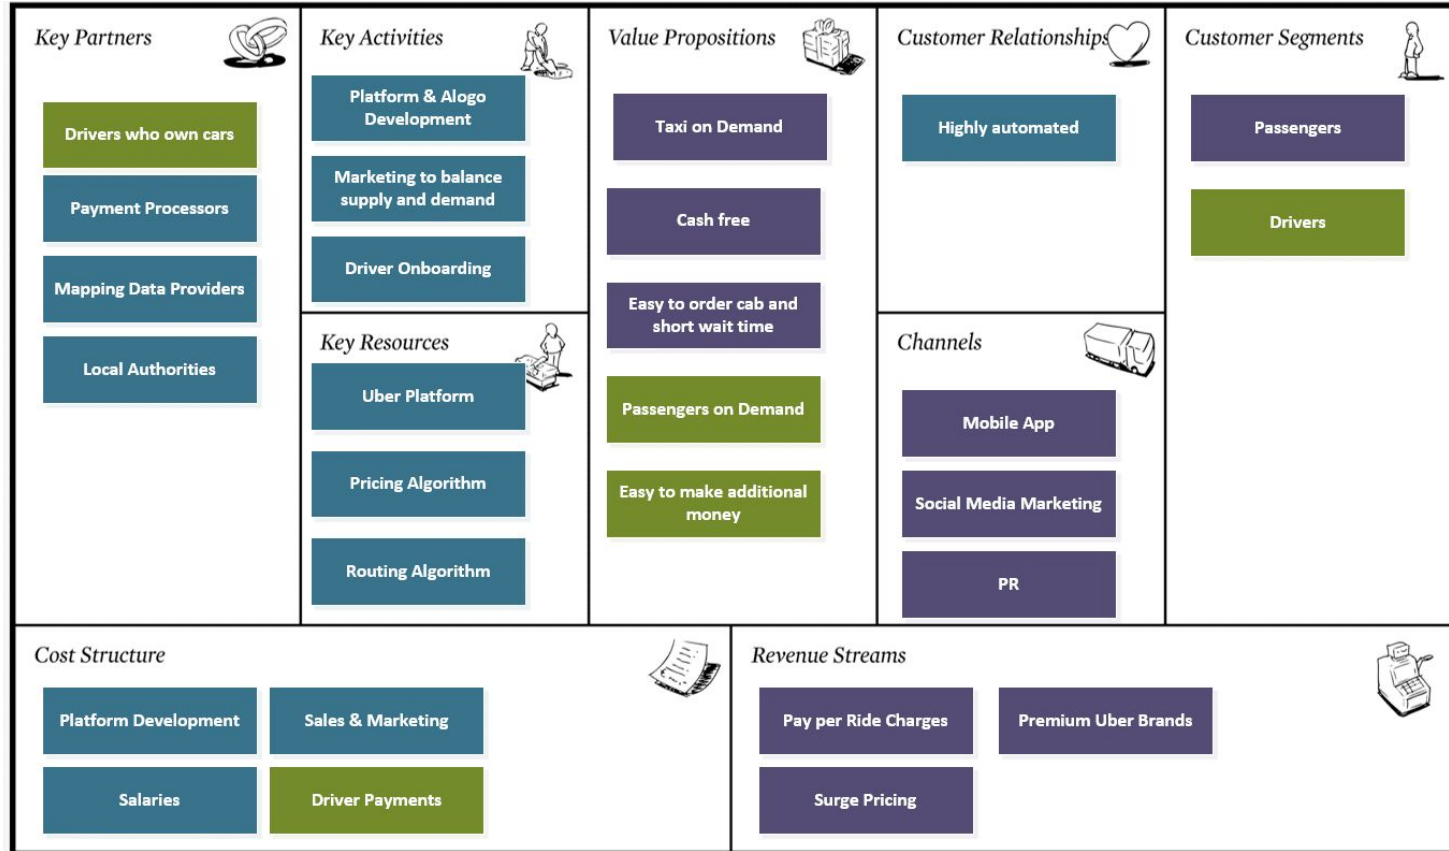 Key Partners
Drivers who own cars
Payment Processors
Mapping Data Providers
Local Authorities
Key Activities
Platform & Alogo
Development
Marketing to balance
supply and demand
Driver Onboarding
Key Resources
Uber Platform
Pricing Algorithm
Routing Algorithm
Value Propositions
Taxi on Demand
Cash free
Easy to order cab and
short wait time
Passengers on Demand
Easy to make additional
money
Customer Relationships
Highly automated
Channels
Mobile App
Social Media Marketing
PR
Customer Segments
Passengers
Drivers
Cost Structure
Platform Development
Sales & Marketing
Salaries
Driver Payments
Revenue Streams
Pay per Ride Charges
Premium Uber Brands
Surge Pricing